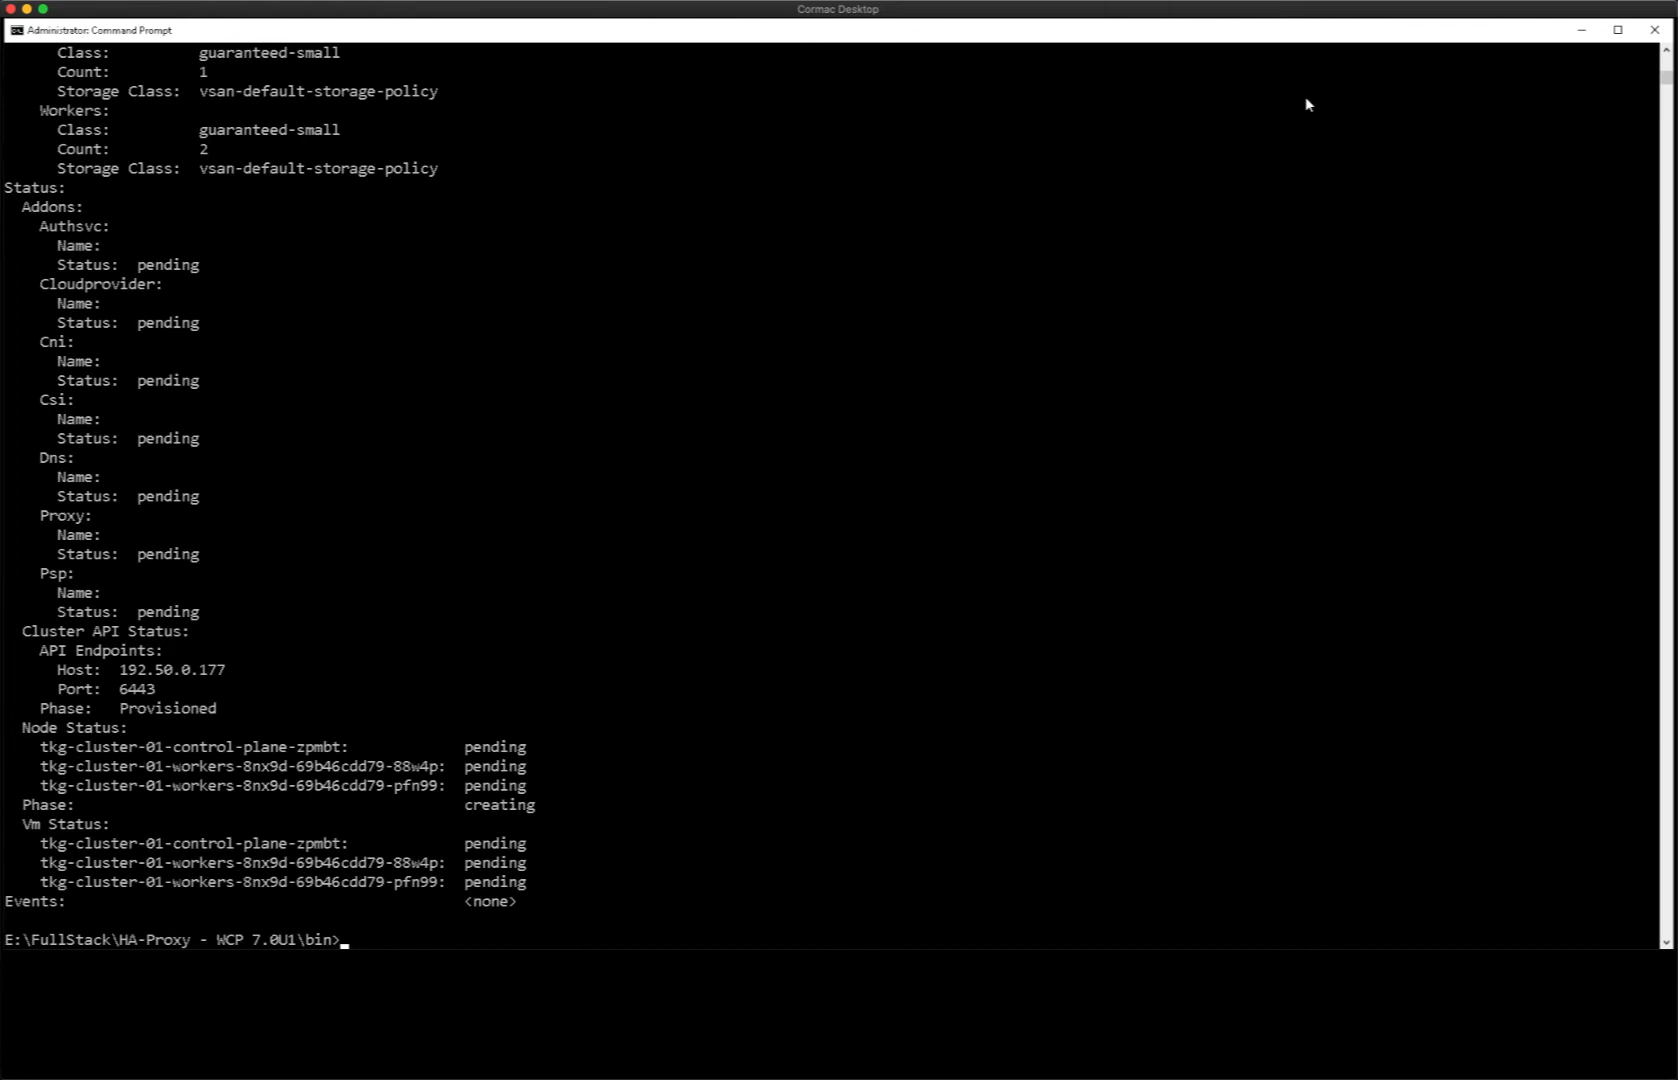 Cormac Desktop
Administrator: Command Prompt
Class: guaranteed-small
Count: 1
Storage Class: vsan-default-storage-policy
Workers:
Class: guaranteed-small
Count: 2
Storage Class: vsan-default-storage-policy
Status:
Addons:
Authsvc:
Name:
Status: pending
Cloudprovider:
Name:
Status: pending
Cni:
Name:
Status: pending
Csi:
Name:
Status: pending
Dns:
Name:
Status: pending
Proxy:
Name:
Status: pending
Psp:
Name:
Status: pending
Cluster API Status:
API Endpoints:
Host: 192.50.0.177
Port: 6443
Phase: Provisioned
Node Status:
tkg-cluster-01-control-plane-zpmbt: pending
tkg-cluster-01-workers-8nx9d-69b46cdd79-88w4p: pending
tkg-cluster-01-workers-8nx9d-69b46cdd79-pfn99: pending
Phase: creating
Vm Status:
tkg-cluster-01-control-plane-zpmbt: pending
tkg-cluster-01-workers-8nx9d-69b46cdd79-88w4p: pending
tkg-cluster-01-workers-8nx9d-69b46cdd79-pfn99: pending
Events: <none>
E:\FullStack\HA-Proxy - WCP 7.0U1\bin>